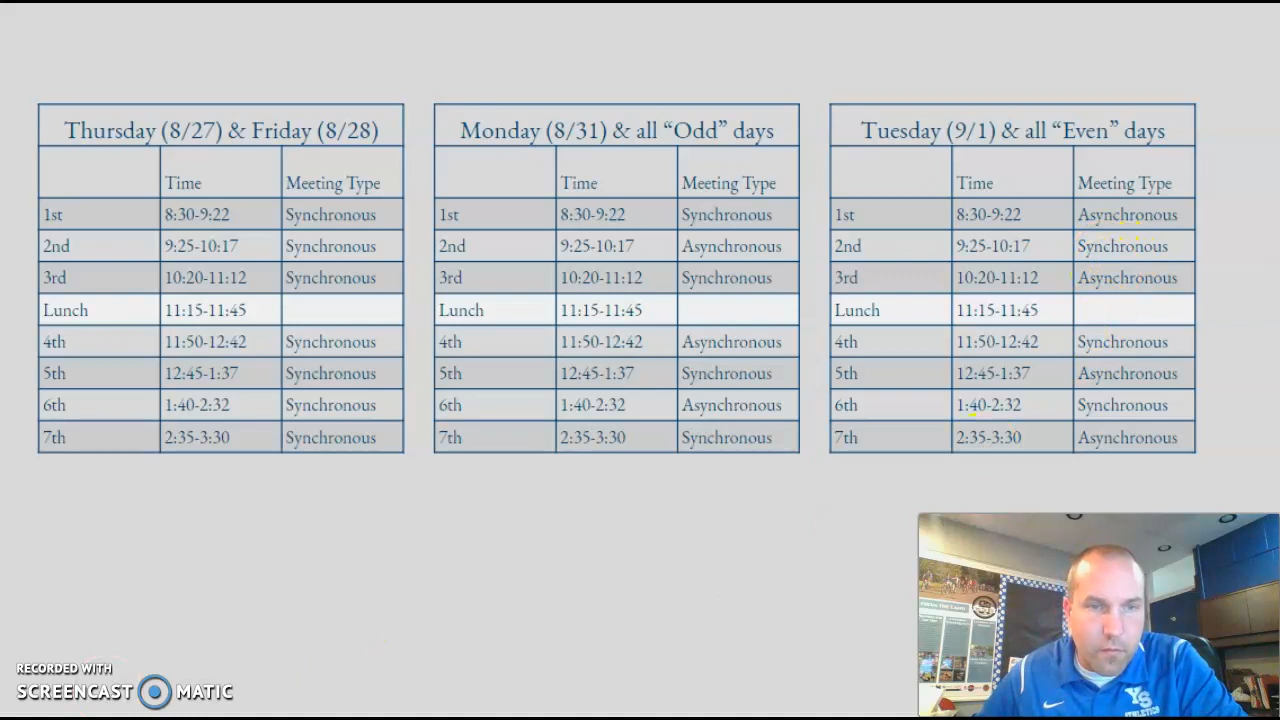 Thursday (8/27) & Friday (8/28)
Time Meeting Type
1st 8:30-9:22 Synchronous
2nd 9:25-10:17 Synchronous
3rd 10:20-11:12 Synchronous
Lunch 11:15-11:45
4th 11:50-12:42 Synchronous
5th 12:45-1:37 Synchronous
6th 1:40-2:32 Synchronous
7th 2:35-3:30 Synchronous
Monday (8/31) & all “Odd” days
Time Meeting Type
1st 8:30-9:22 Synchronous
2nd 9:25-10:17 Asynchronous
3rd 10:20-11:12 Synchronous
Lunch 11:15-11:45
4th 11:50-12:42 Asynchronous
5th 12:45-1:37 Synchronous
6th 1:40-2:32 Asynchronous
7th 2:35-3:30 Synchronous
Tuesday (9/1) & all “Even” days
Time Meeting Type
1st 8:30-9:22 Asynchronous
2nd 9:25-10:17 Synchronous
3rd 10:20-11:12 Asynchronous
Lunch 11:15-11:45
4th 11:50-12:42 Synchronous
5th 12:45-1:37 Asynchronous
6th 1:40-2:32 Synchronous
7th 2:35-3:30 Asynchronous
YS
ATHLETICS
RECORDED WITH
SCREENCAST MATIC